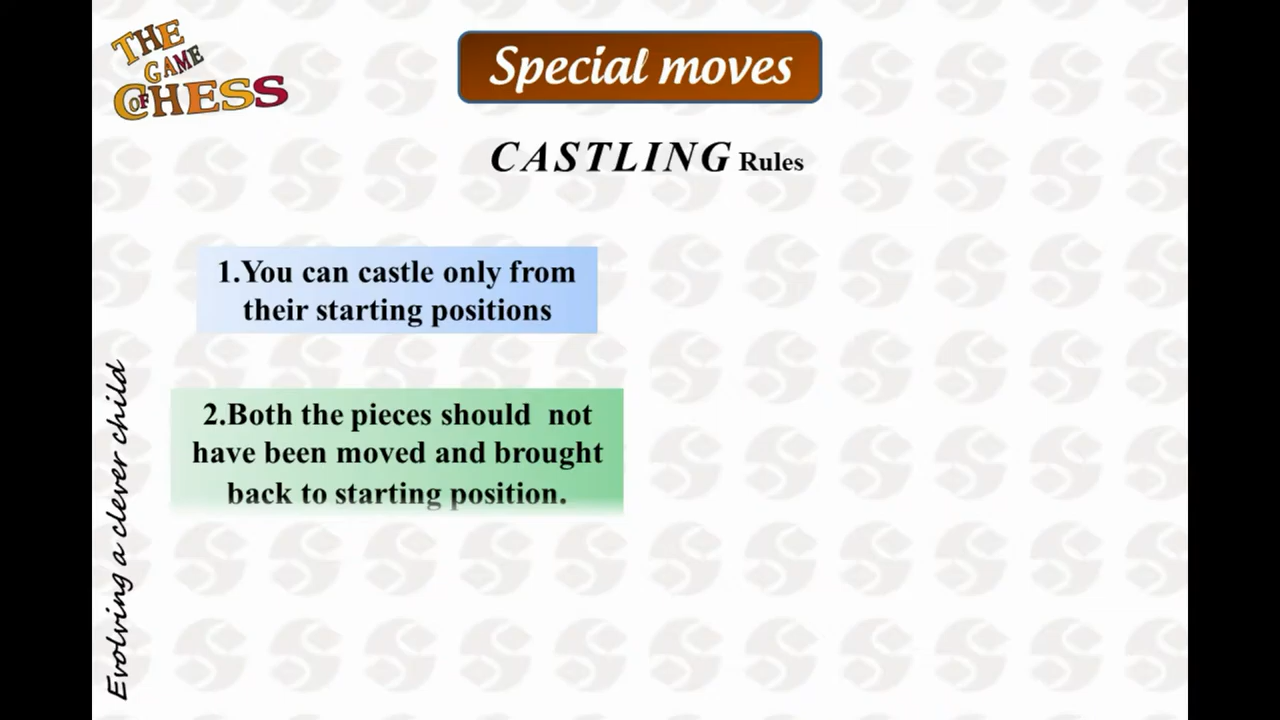 THE
GAME
OF CHESS
Special moves
CASTLING Rules
1.You can castle only from
their starting positions
2.Both the pieces should not
have been moved and brought
back to starting position.
Evolving a clever child